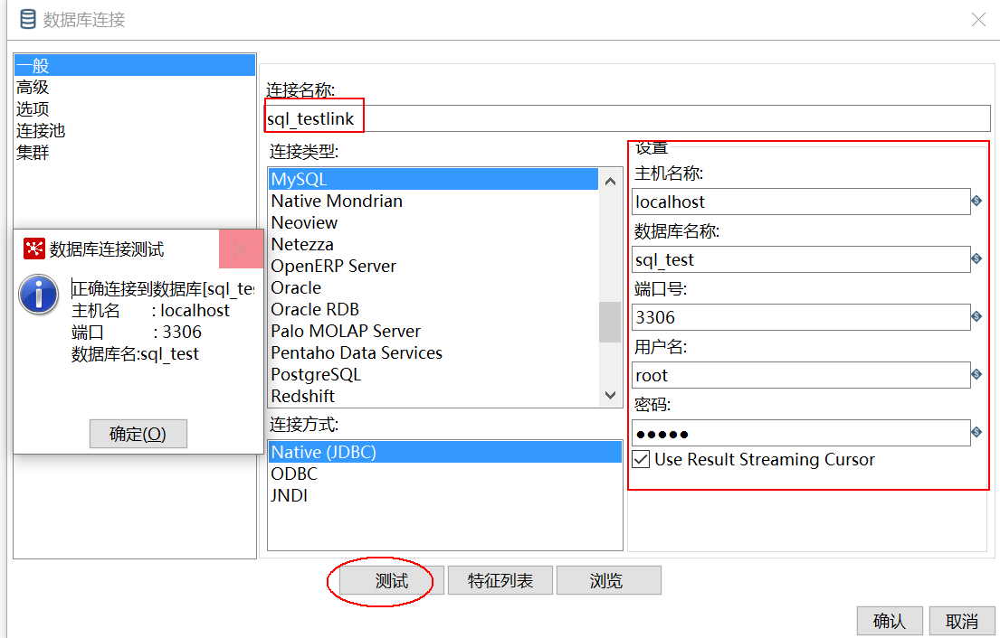 数据库连接
一般
高级
选项
连接池
集群
连接名称:
sql_testlink
连接类型:
MySQL
Native Mondrian
Neoview
Netezza
OpenERP Server
Oracle
Oracle RDB
Palo MOLAP Server
Pentaho Data Services
PostgreSQL
Redshift
连接方式:
Native (JDBC)
ODBC
JNDI
设置
主机名称:
localhost
数据库名称:
sql_test
端口号:
3306
用户名:
root
密码:
●●●●●
Use Result Streaming Cursor
数据库连接测试
正确连接到数据库[sql_tes
主机名 : localhost
端口 : 3306
数据库名:sql_test
确定(O)
测试
特征列表
浏览
确认
取消